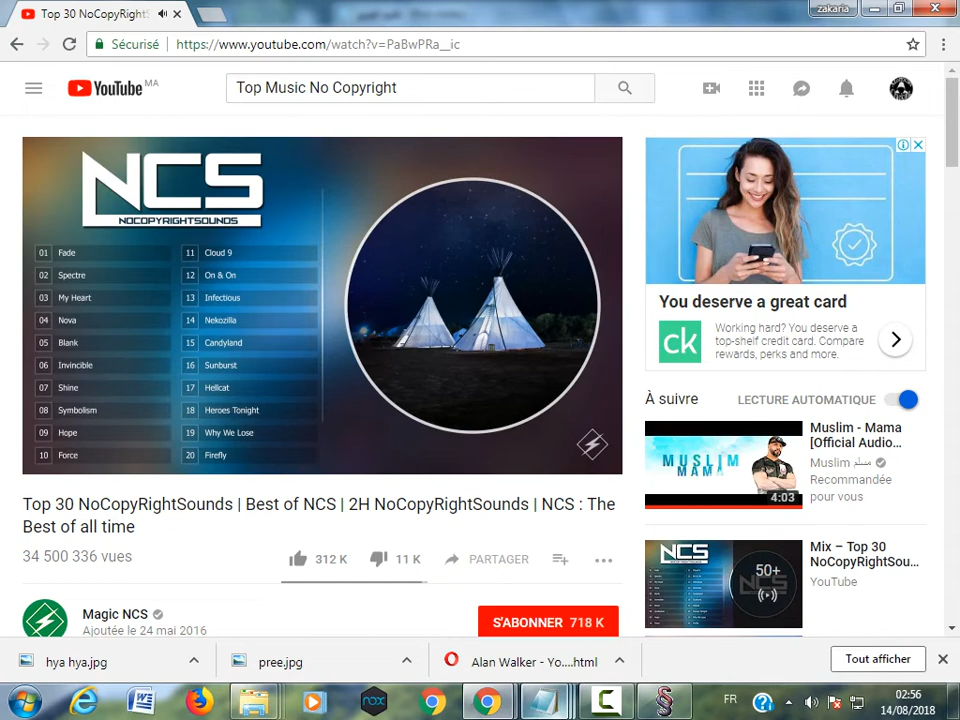 Top 30 NoCopyRight
zakaria
Sécurisé
https://www.youtube.com/watch?v=PaBwPRa__ic
YouTube MA
Top Music No Copyright
NCS
NOCOPYRIGHTSOUNDS
01 Fade
02 Spectre
03 My Heart
04 Nova
05 Blank
06 Invincible
07 Shine
08 Symbolism
09 Hope
10 Force
11 Cloud 9
12 On & On
13 Infectious
14 Nekozilla
15 Candyland
16 Sunburst
17 Hellcat
18 Heroes Tonight
19 Why We Lose
20 Firefly
You deserve a great card
ck
Working hard? You deserve a
top-shelf credit card. Compare
rewards, perks and more.
À suivre
LECTURE AUTOMATIQUE
MUSLIM
MAMA
4:03
Muslim - Mama
[Official Audio...
Muslim مسلم
Recommandée
pour vous
NCS
50+
Mix – Top 30
NoCopyRightSou...
YouTube
Top 30 NoCopyRightSounds | Best of NCS | 2H NoCopyRightSounds | NCS : The
Best of all time
34 500 336 vues
312 K
11 K
PARTAGER
Magic NCS
Ajoutée le 24 mai 2016
S'ABONNER 718 K
hya hya.jpg
pree.jpg
Alan Walker - Yo....html
Tout afficher
nox
FR
02:56
14/08/2018